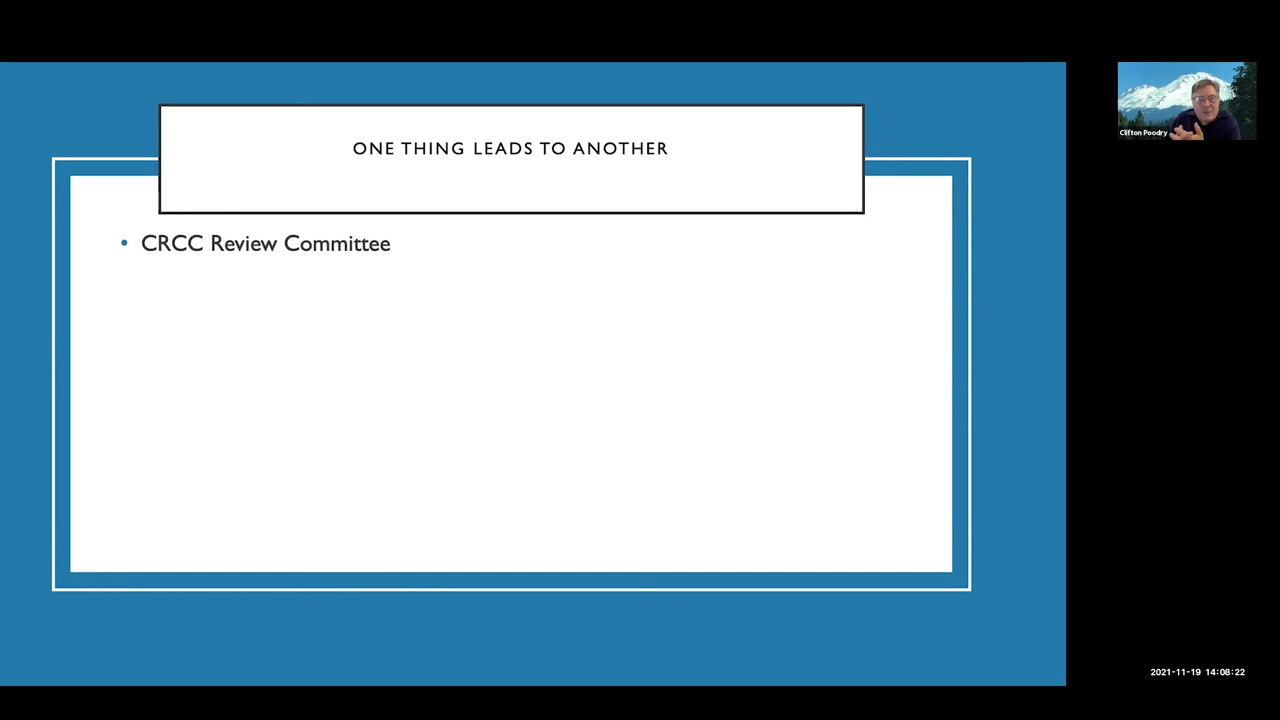 ONE THING LEADS TO ANOTHER
• CRCC Review Committee
Clifton Poodry
2021-11-19 14:08:22